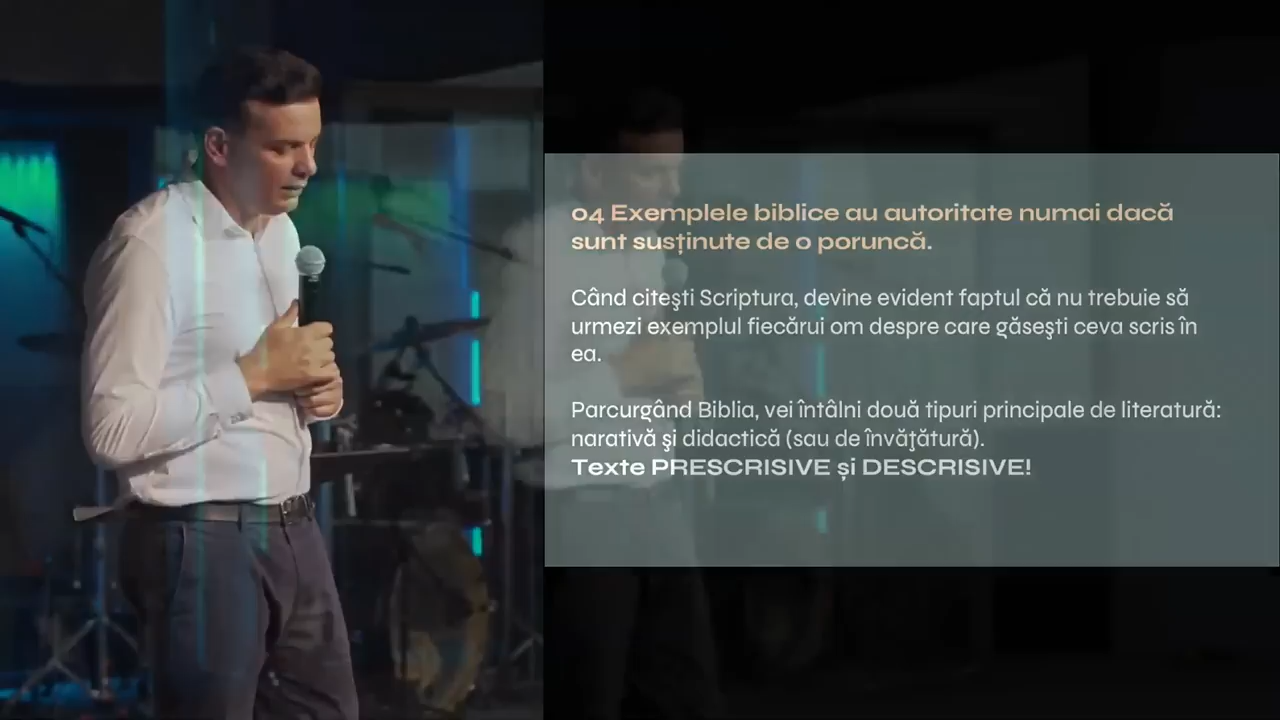 04 Exemplele biblice au autoritate numai dacă
sunt susținute de o poruncă.
Când citeşti Scriptura, devine evident faptul că nu trebuie să
urmezi exemplul fiecărui om despre care găseşti ceva scris în
ea.
Parcurgând Biblia, vei întâlni două tipuri principale de literatură:
narativă şi didactică (sau de învăţătură).
Texte PRESCRISIVE și DESCRISIVE!